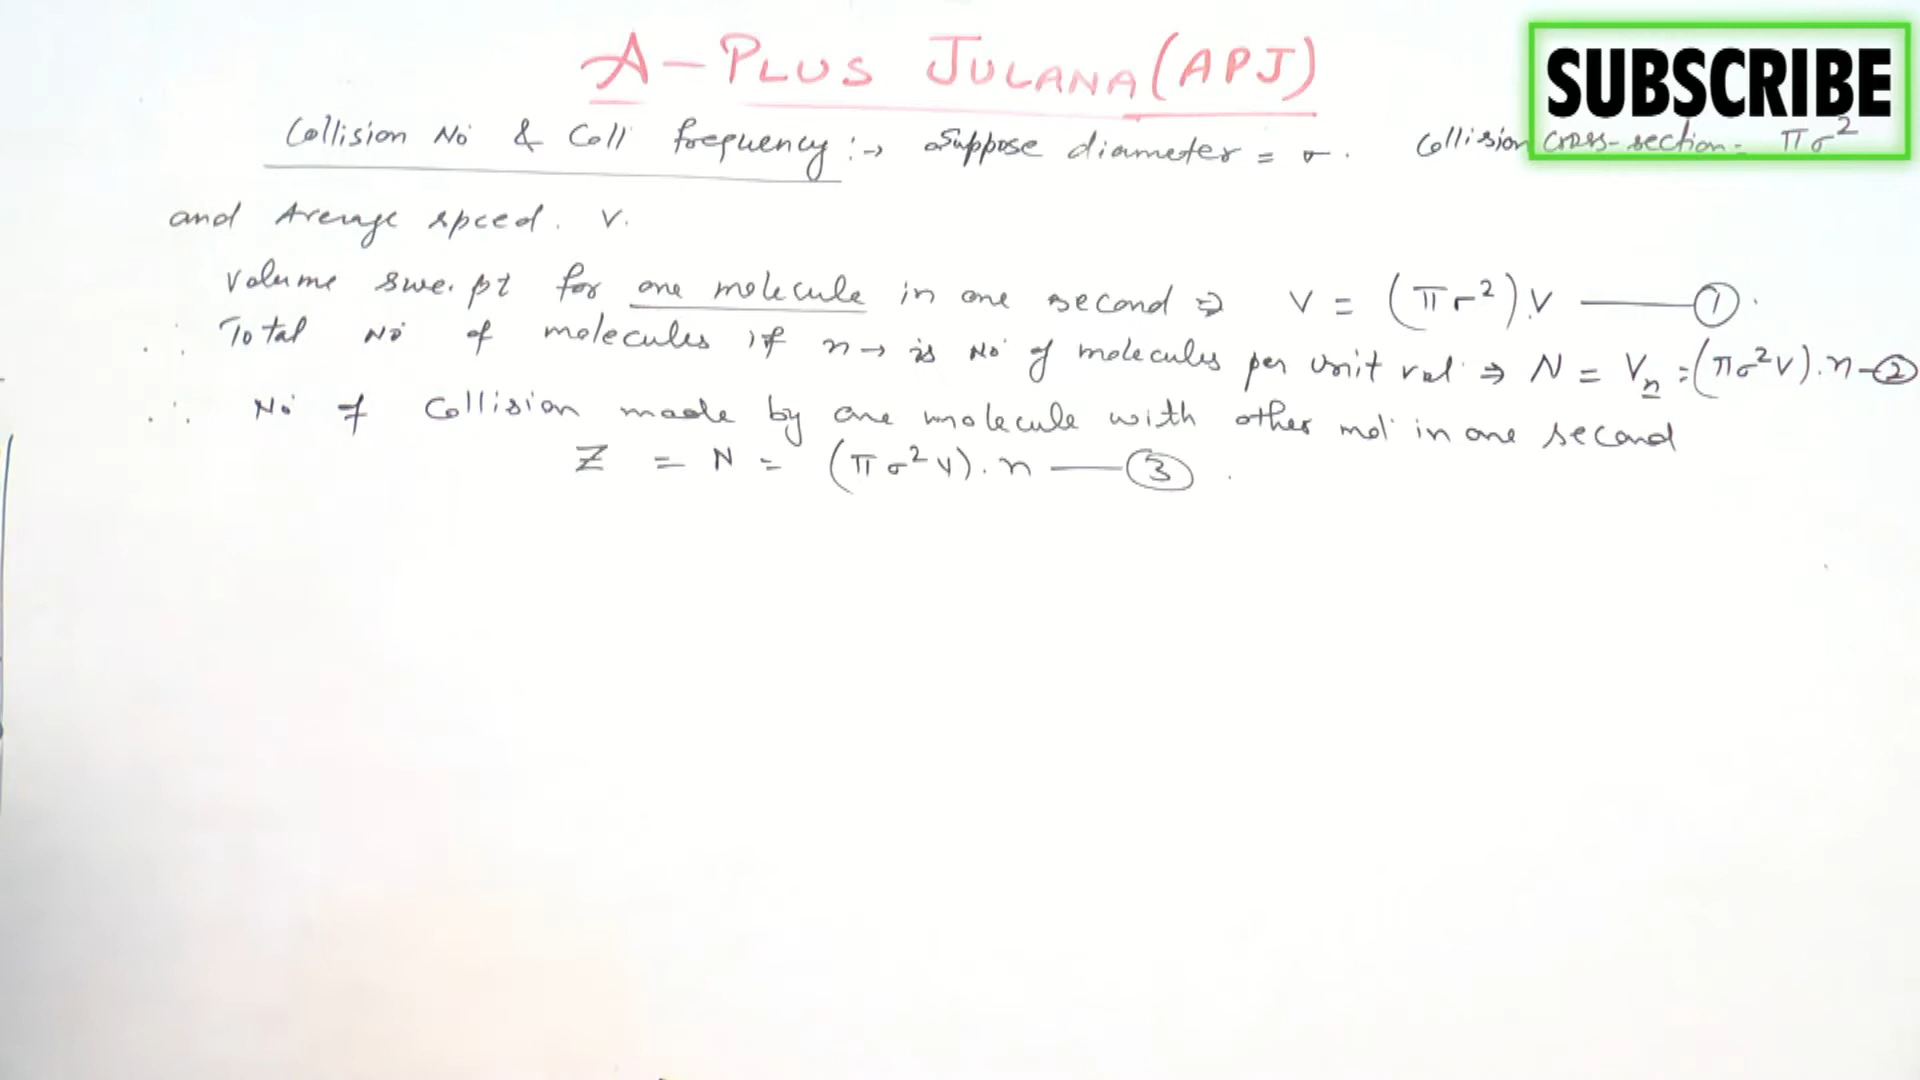 A-PLUS JULANA (APJ)
SUBSCRIBE
Collision No & Coll frequency :→ Suppose diameter = σ. Collision cross-section - πσ²
and Average speed. v.
Volume swept for one molecule in one second ⇒ V = (πσ²).v —— ①.
∴ Total No of molecules if n → is No of molecules per unit vol ⇒ N = Vn = (πσ²v).n -②
∴ No of Collision made by one molecule with other mol in one second
Z = N = (πσ²v).n —— ③